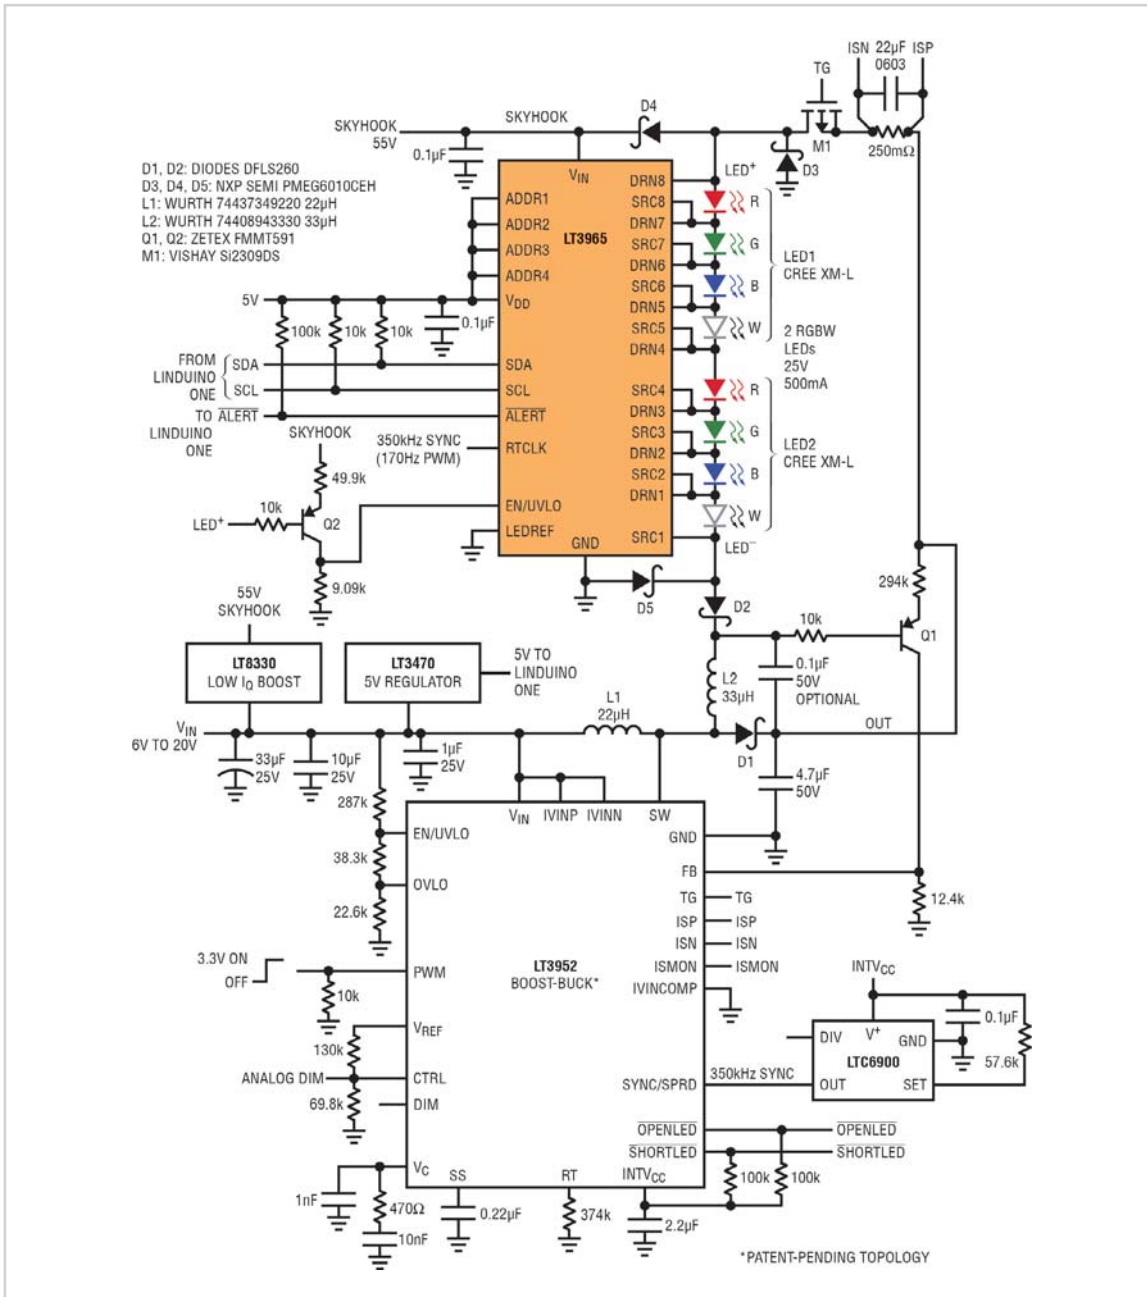 ISN 22µF ISP
0603
TG
D4
SKYHOOK
SKYHOOK
55V
0.1µF
M1
250mΩ
D3
D1, D2: DIODES DFLS260
D3, D4, D5: NXP SEMI PMEG6010CEH
L1: WURTH 74437349220 22µH
L2: WURTH 74408943330 33µH
Q1, Q2: ZETEX FMMT591
M1: VISHAY Si2309DS
VIN
LT3965
ADDR1
ADDR2
ADDR3
ADDR4
VDD
SDA
SCL
ALERT
RTCLK
EN/UVLO
LEDREF
GND
DRN8
SRC8
DRN7
SRC7
DRN6
SRC6
DRN5
SRC5
DRN4
SRC4
DRN3
SRC3
DRN2
SRC2
DRN1
SRC1
LED+
R
G
B
W
LED1
CREE XM-L
2 RGBW
LEDs
25V
500mA
R
G
B
W
LED2
CREE XM-L
LED–
5V
100k
10k
10k
0.1µF
FROM
LINDUINO
ONE
SDA
SCL
TO ALERT
LINDUINO
ONE
SKYHOOK
350kHz SYNC
(170Hz PWM)
49.9k
10k
LED+
Q2
9.09k
D5
D2
294k
10k
Q1
55V
SKYHOOK
LT8330
LOW IQ BOOST
LT3470
5V REGULATOR
5V TO
LINDUINO
ONE
L2
33µH
0.1µF
50V
OPTIONAL
L1
22µH
OUT
VIN
6V TO 20V
33µF
25V
10µF
25V
1µF
25V
D1
4.7µF
50V
287k
38.3k
22.6k
VIN
IVINP
IVINN
SW
EN/UVLO
OVLO
PWM
VREF
CTRL
DIM
VC
SS
RT
INTVCC
GND
FB
TG
ISP
ISN
ISMON
IVINCOMP
SYNC/SPRD
OPENLED
SHORTLED
LT3952
BOOST-BUCK*
TG
ISP
ISN
ISMON
12.4k
3.3V ON
OFF
10k
130k
ANALOG DIM
69.8k
INTVCC
0.1µF
57.6k
DIV
V+
GND
LTC6900
OUT
SET
350kHz SYNC
OPENLED
SHORTLED
100k
100k
1nF
470Ω
10nF
0.22µF
374k
2.2µF
*PATENT-PENDING TOPOLOGY